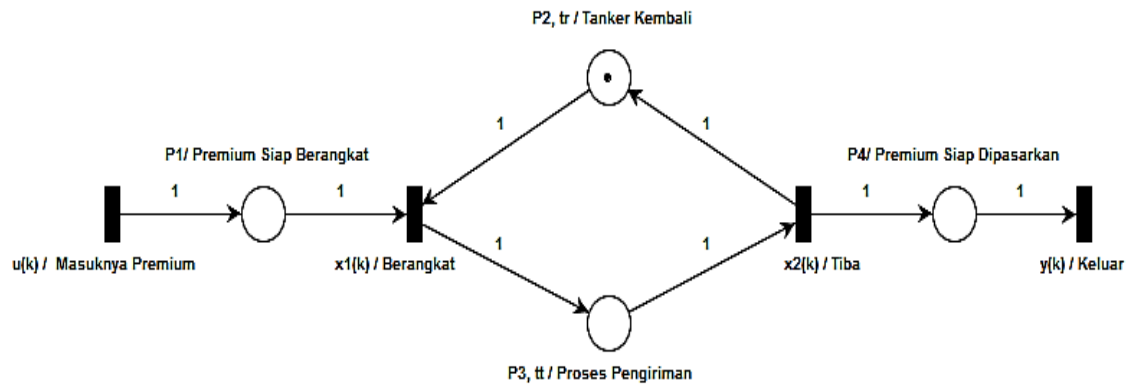 P2, tr / Tanker Kembali
1
1
P1/ Premium Siap Berangkat
P4/ Premium Siap Dipasarkan
1
1
1
1
u(k) / Masuknya Premium
x1(k) / Berangkat
1
1
x2(k) / Tiba
y(k) / Keluar
P3, tt / Proses Pengiriman